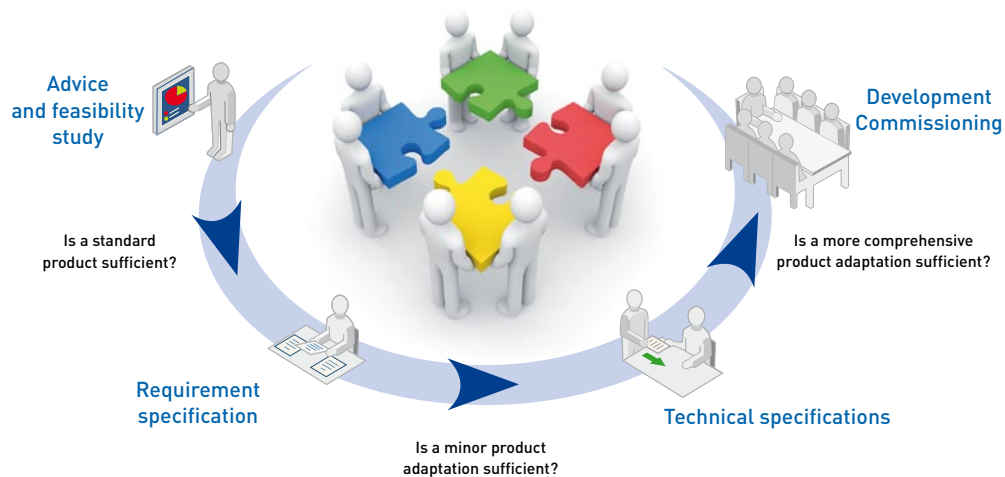 Advice
and feasibility
study
Is a standard
product sufficient?
Requirement
specification
Is a minor product
adaptation sufficient?
Technical specifications
Is a more comprehensive
product adaptation sufficient?
Development
Commissioning